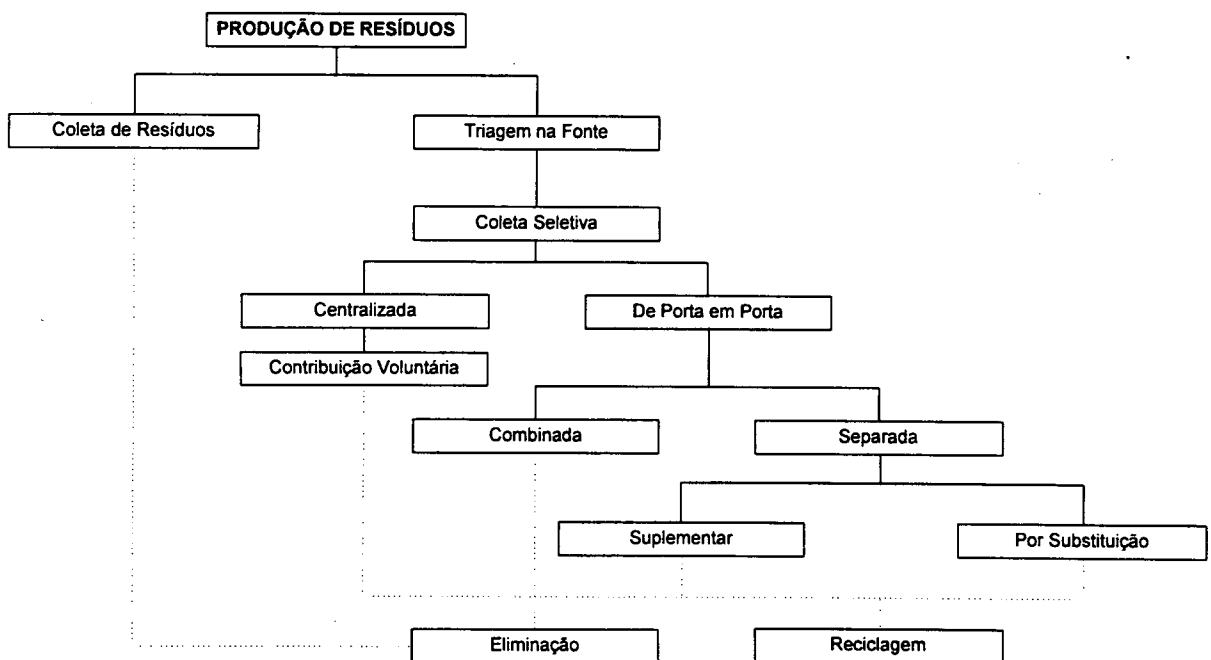 PRODUÇÃO DE RESÍDUOS
Coleta de Resíduos
Triagem na Fonte
Coleta Seletiva
Centralizada
De Porta em Porta
Contribuição Voluntária
Combinada
Separada
Suplementar
Por Substituição
Eliminação
Reciclagem